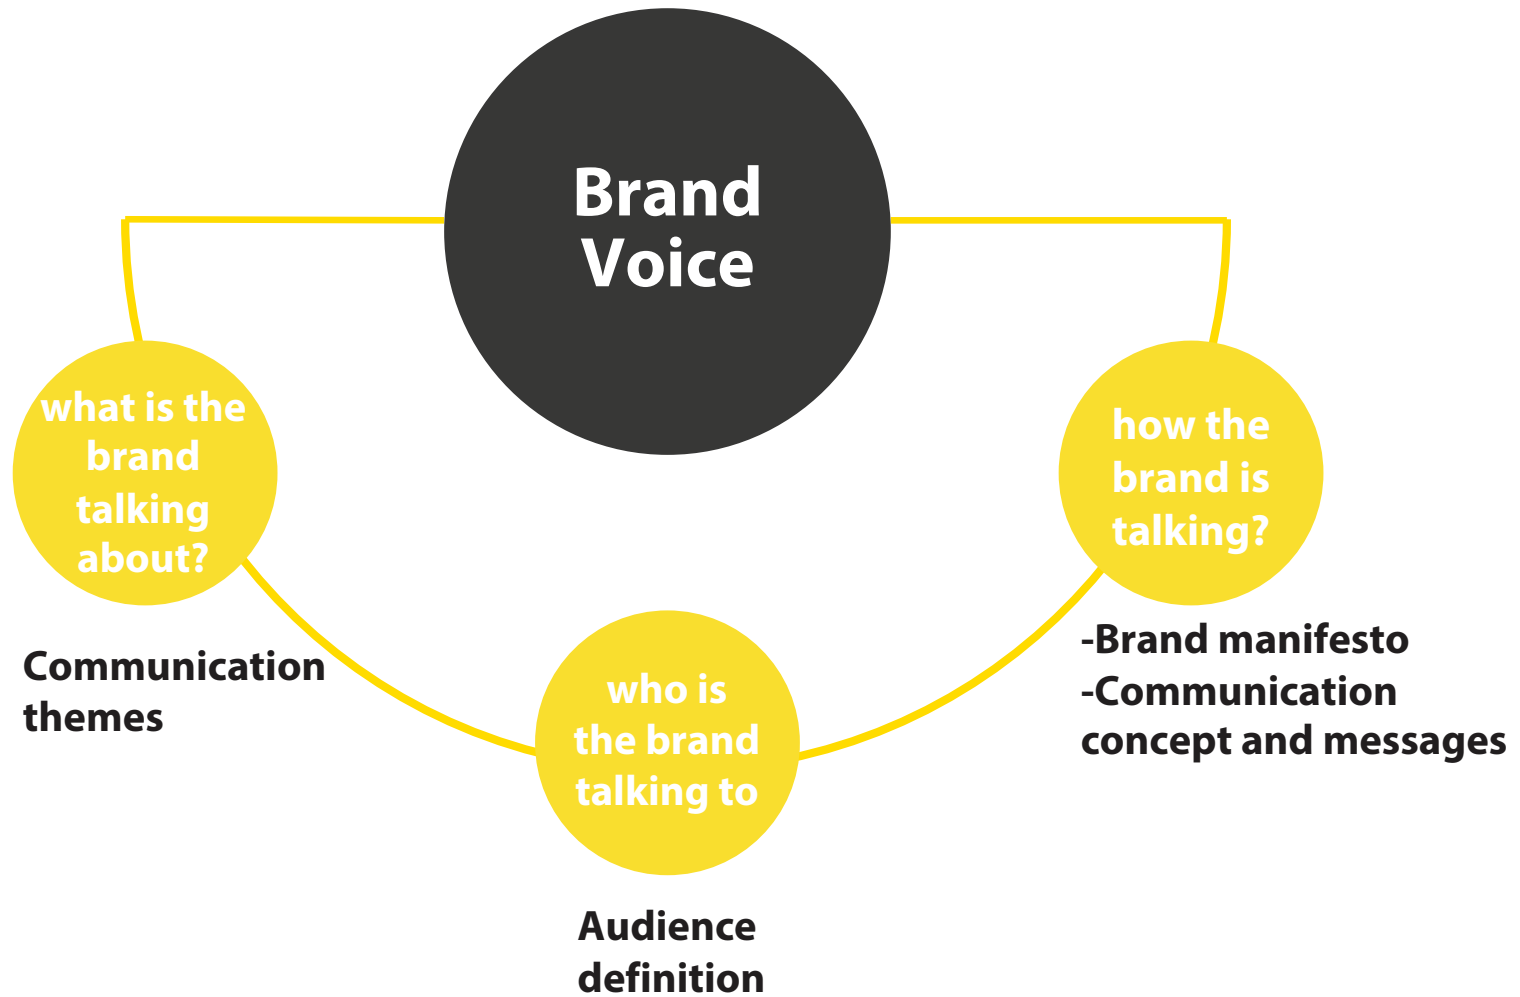 Brand
Voice
what is the
brand
talking
about?
Communication
themes
who is
the brand
talking to
Audience
definition
how the
brand is
talking?
-Brand manifesto
-Communication
concept and messages